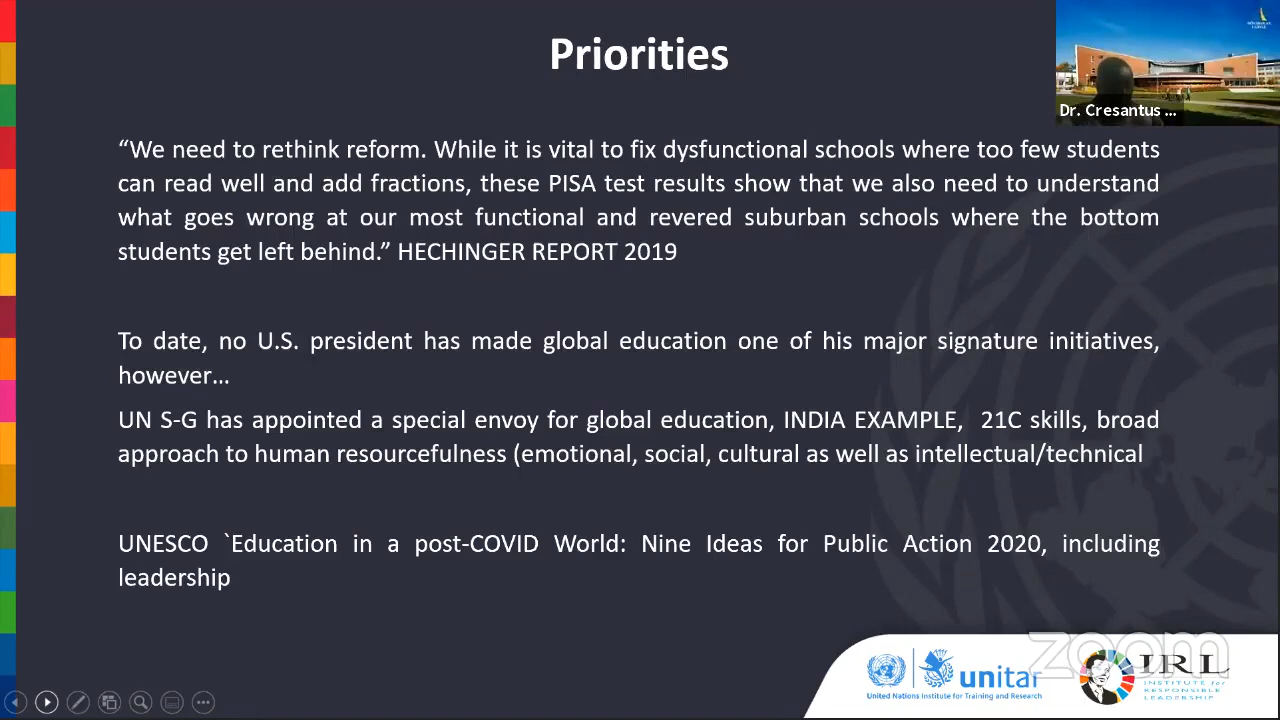 Priorities
Dr. Cresantus ...
“We need to rethink reform. While it is vital to fix dysfunctional schools where too few students
can read well and add fractions, these PISA test results show that we also need to understand
what goes wrong at our most functional and revered suburban schools where the bottom
students get left behind.” HECHINGER REPORT 2019
To date, no U.S. president has made global education one of his major signature initiatives,
however…
UN S-G has appointed a special envoy for global education, INDIA EXAMPLE,  21C skills, broad
approach to human resourcefulness (emotional, social, cultural as well as intellectual/technical
UNESCO `Education in a post-COVID World: Nine Ideas for Public Action 2020, including
leadership
zoom
unitar
United Nations Institute for Training and Research
IRL
INSTITUTE for
RESPONSIBLE
LEADERSHIP